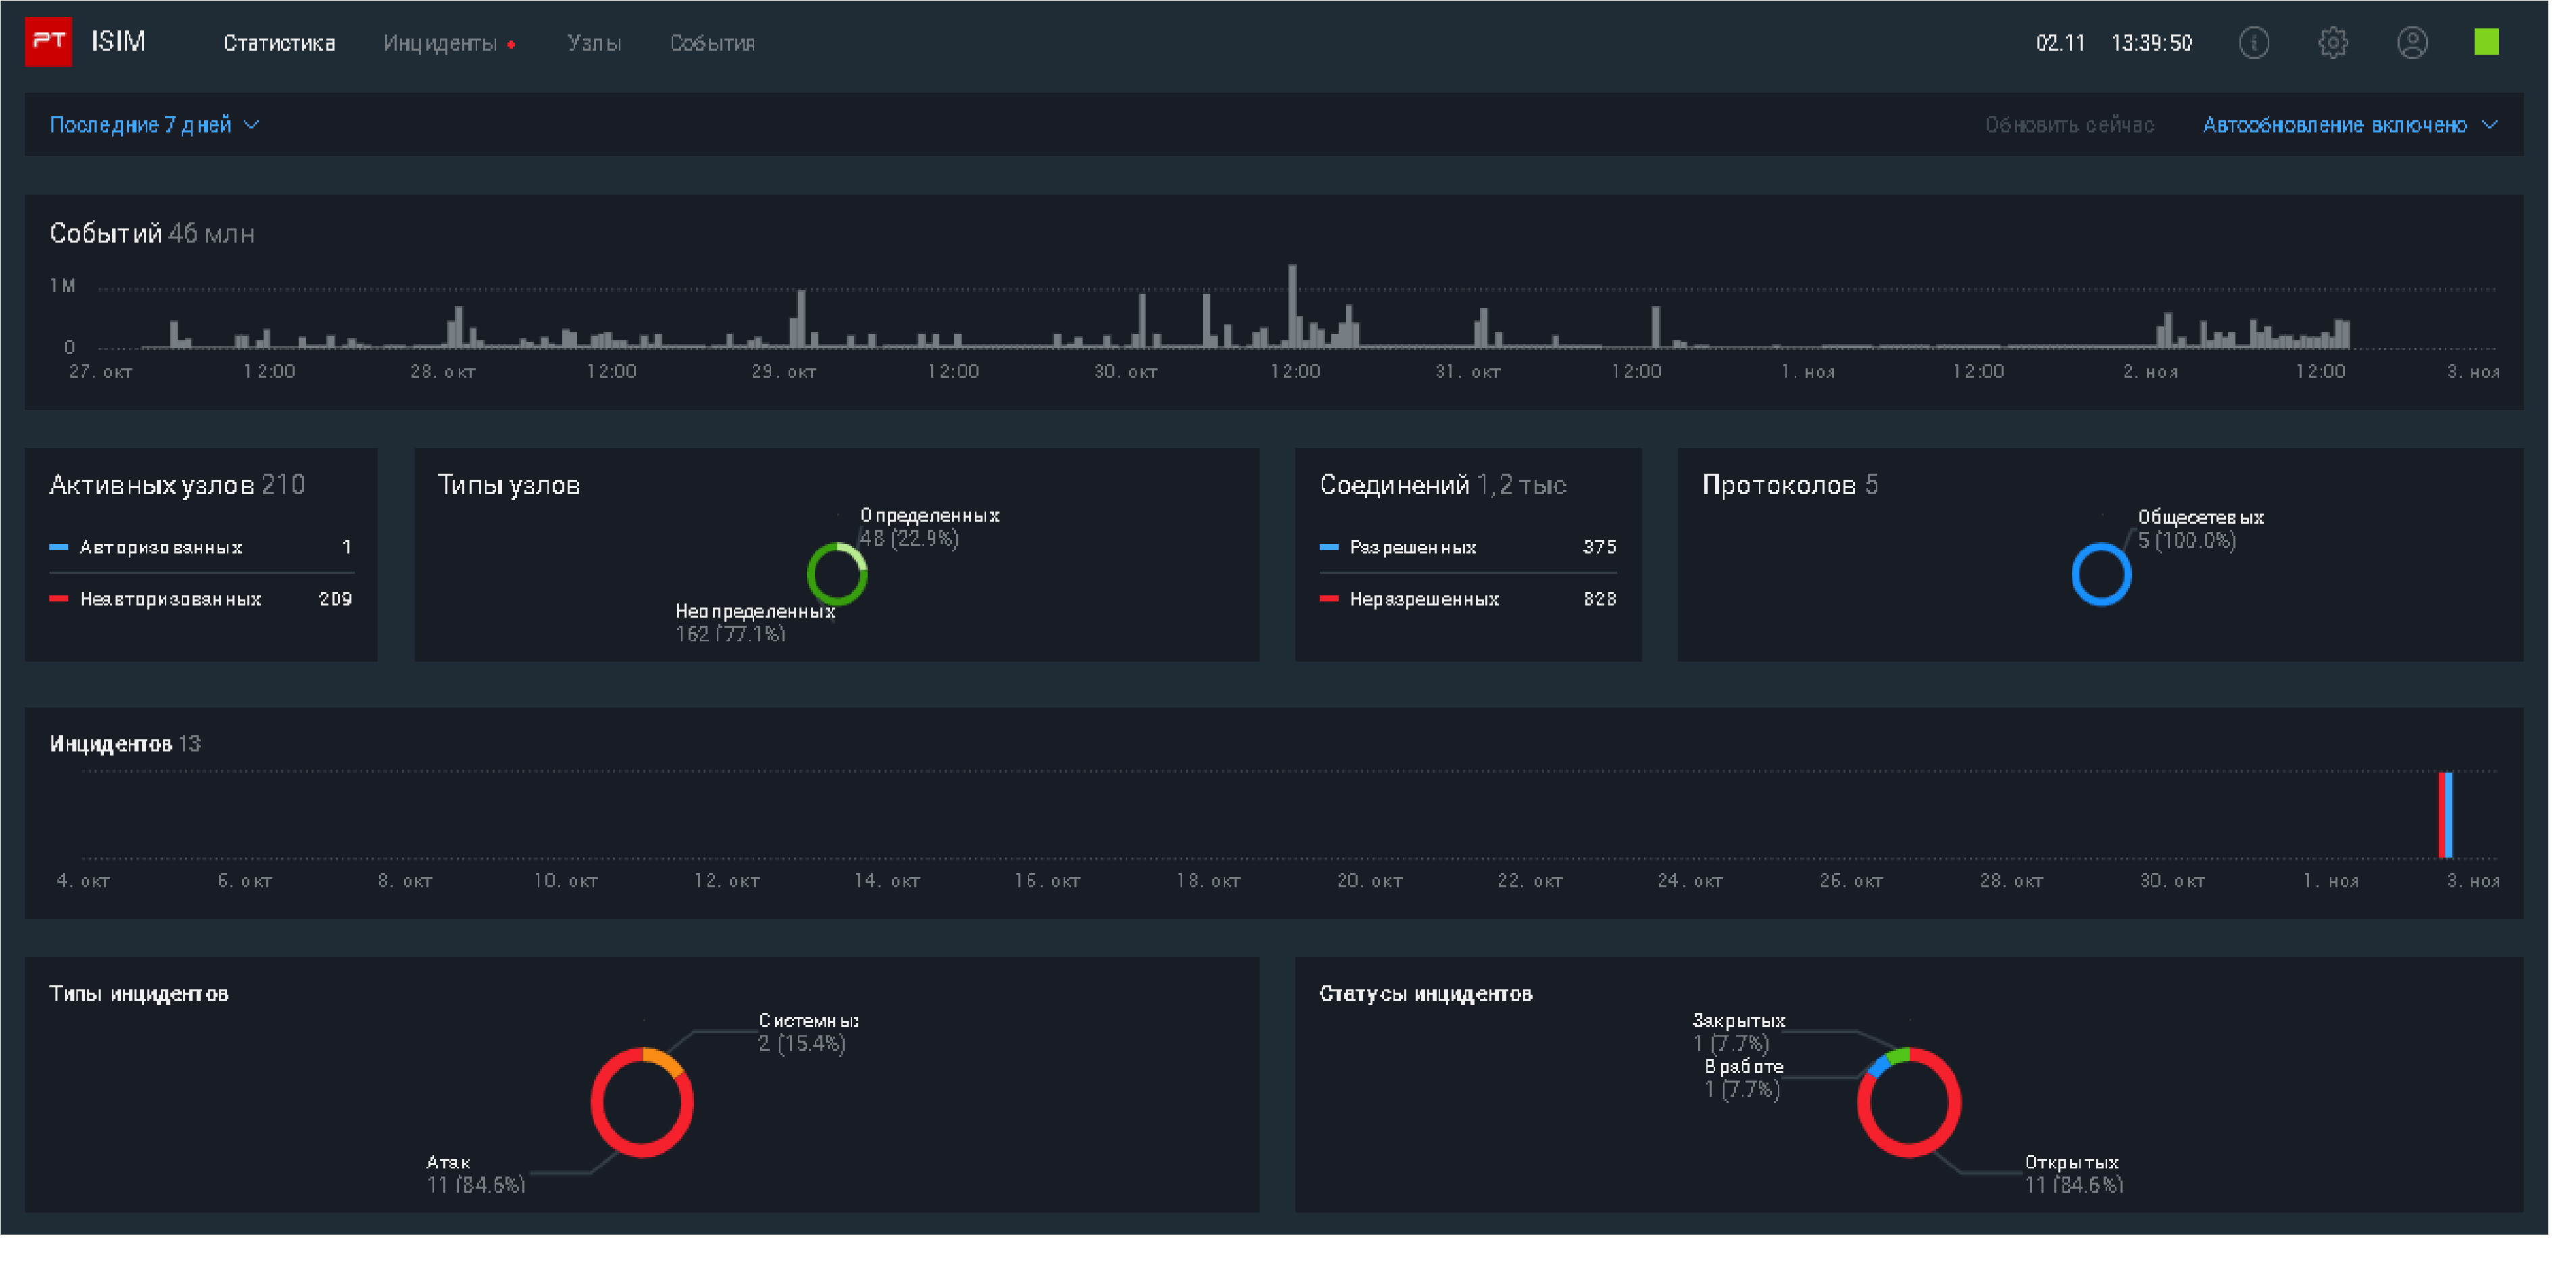 PT ISIM Статистика Инциденты Узлы События 02.11 13:39:50
Последние 7 дней Обновить сейчас Автообновление включено
Событий 46 млн
1M
0
27. окт 12:00 28. окт 12:00 29. окт 12:00 30. окт 12:00 31. окт 12:00 1. ноя 12:00 2. ноя 12:00 3. ноя
Активных узлов 210
Авторизованных 1
Неавторизованных 209
Типы узлов
Определенных
48 (22.9%)
Неопределенных
162 (77.1%)
Соединений 1,2 тыс
Разрешенных 375
Неразрешенных 828
Протоколов 5
Общесетевых
5 (100.0%)
Инцидентов 13
4. окт 6. окт 8. окт 10. окт 12. окт 14. окт 16. окт 18. окт 20. окт 22. окт 24. окт 26. окт 28. окт 30. окт 1. ноя 3. ноя
Типы инцидентов
Системных
2 (15.4%)
Атак
11 (84.6%)
Статусы инцидентов
Закрытых
1 (7.7%)
В работе
1 (7.7%)
Открытых
11 (84.6%)